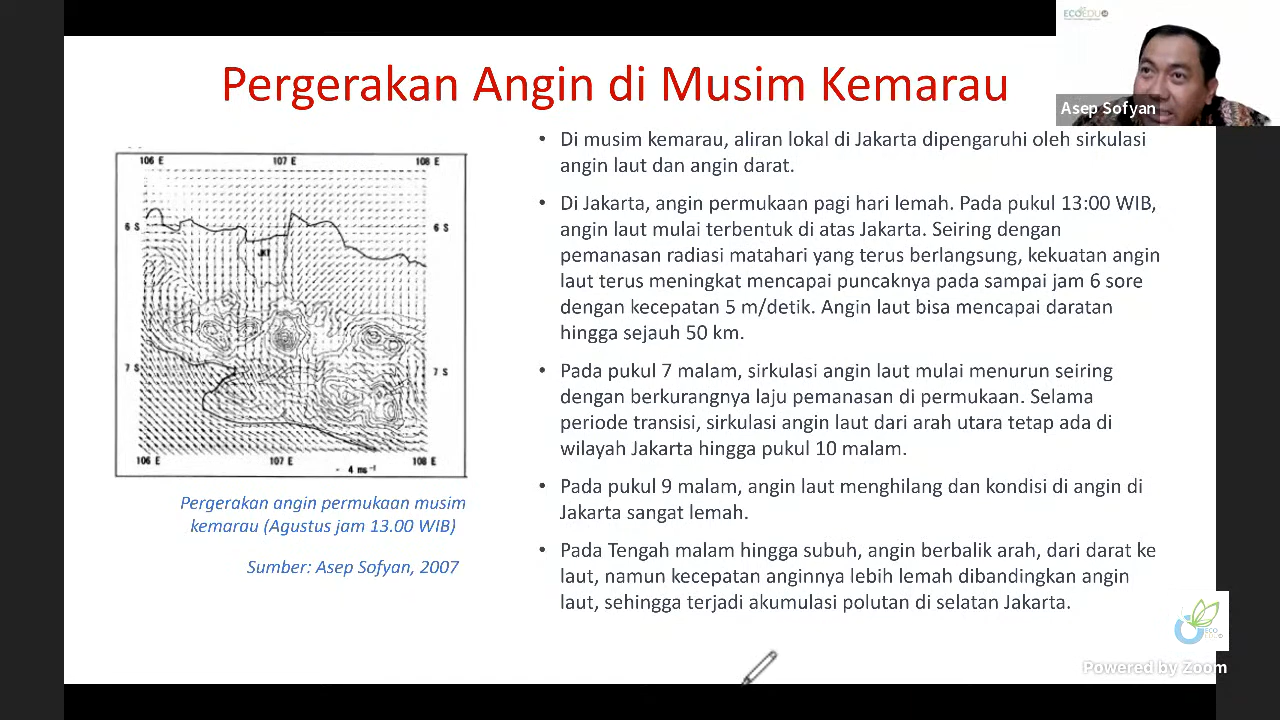 ECOEDU
Pergerakan Angin di Musim Kemarau
Asep Sofyan
106 E 107 E 108 E
6 S 6 S
JKT
7 S 7 S
106 E 107 E 108 E
4 ms⁻¹
Pergerakan angin permukaan musim
kemarau (Agustus jam 13.00 WIB)
Sumber: Asep Sofyan, 2007
• Di musim kemarau, aliran lokal di Jakarta dipengaruhi oleh sirkulasi
angin laut dan angin darat.
• Di Jakarta, angin permukaan pagi hari lemah. Pada pukul 13:00 WIB,
angin laut mulai terbentuk di atas Jakarta. Seiring dengan
pemanasan radiasi matahari yang terus berlangsung, kekuatan angin
laut terus meningkat mencapai puncaknya pada sampai jam 6 sore
dengan kecepatan 5 m/detik. Angin laut bisa mencapai daratan
hingga sejauh 50 km.
• Pada pukul 7 malam, sirkulasi angin laut mulai menurun seiring
dengan berkurangnya laju pemanasan di permukaan. Selama
periode transisi, sirkulasi angin laut dari arah utara tetap ada di
wilayah Jakarta hingga pukul 10 malam.
• Pada pukul 9 malam, angin laut menghilang dan kondisi di angin di
Jakarta sangat lemah.
• Pada Tengah malam hingga subuh, angin berbalik arah, dari darat ke
laut, namun kecepatan anginnya lebih lemah dibandingkan angin
laut, sehingga terjadi akumulasi polutan di selatan Jakarta.
ECO
EDU
Powered by Zoom